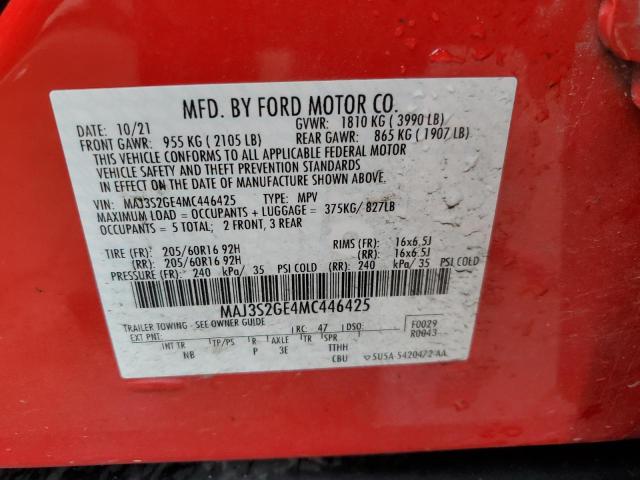 MFD. BY FORD MOTOR CO.
DATE: 10/21 GVWR: 1810 KG ( 3990 LB)
FRONT GAWR: 955 KG ( 2105 LB) REAR GAWR: 865 KG ( 1907 LB)
THIS VEHICLE CONFORMS TO ALL APPLICABLE FEDERAL MOTOR
VEHICLE SAFETY AND THEFT PREVENTION STANDARDS
IN EFFECT ON THE DATE OF MANUFACTURE SHOWN ABOVE.
VIN: MAJ3S2GE4MC446425 TYPE: MPV
MAXIMUM LOAD = OCCUPANTS + LUGGAGE = 375KG/ 827LB
OCCUPANTS = 5 TOTAL; 2 FRONT, 3 REAR
TIRE (FR): 205/60R16 92H RIMS (FR): 16x6.5J
(RR): 205/60R16 92H (RR): 16x6.5J
PRESSURE (FR): 240 kPa/ 35 PSI COLD (RR): 240 kPa/ 35 PSI COLD
MAJ3S2GE4MC446425
TRAILER TOWING - SEE OWNER GUIDE
EXT PNT: RC: 47 DSO: F0029
R0043
INT TR TP/PS R AXLE TR SPR
NB P 3E TTHH
CBU 5U5A-5420472-AA